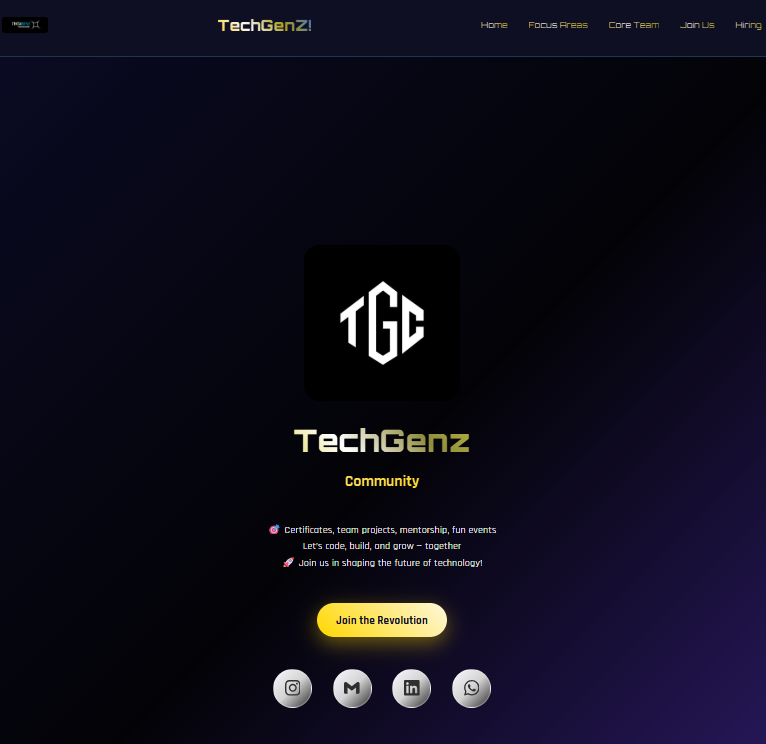 TechGenZ!
Home Focus Areas Core Team Join Us Hiring
TGC
TechGenz
Community
🎯 Certificates, team projects, mentorship, fun events
Let's code, build, and grow — together
🚀 Join us in shaping the future of technology!
Join the Revolution